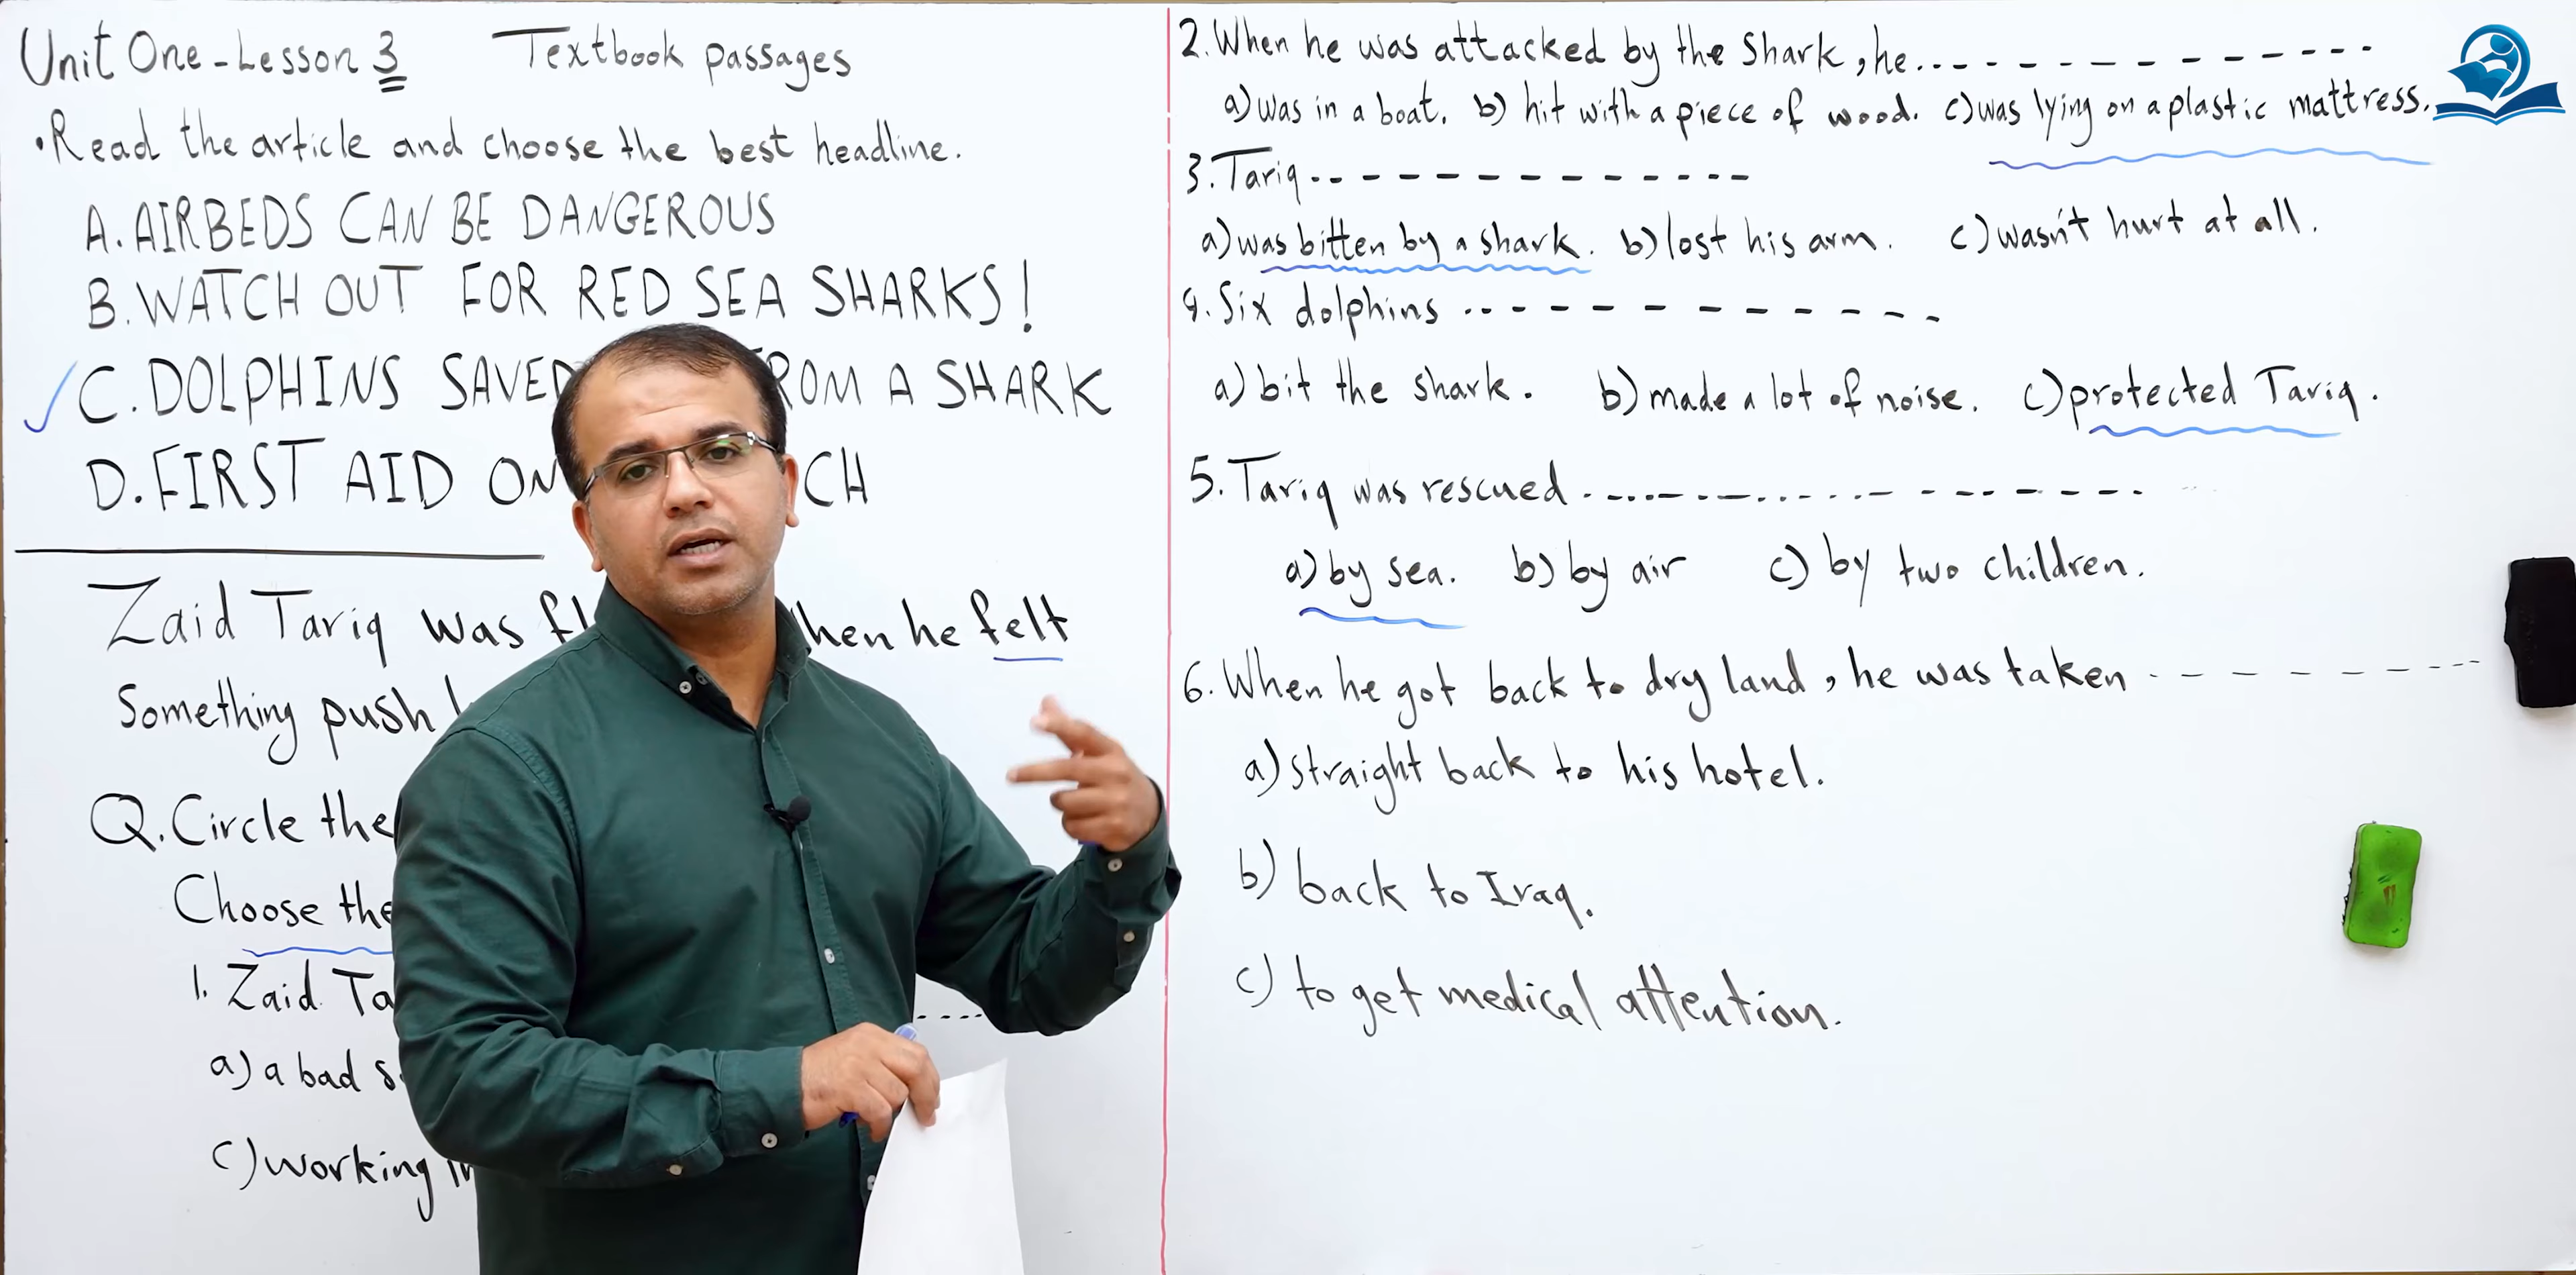 Unit One - Lesson 3 Textbook passages
• Read the article and choose the best headline.
A. AIRBEDS CAN BE DANGEROUS
B. WATCH OUT FOR RED SEA SHARKS!
✓ C. DOLPHINS SAVED FROM A SHARK
D. FIRST AID ON
Zaid Tariq was when he felt
Something push
Q. Circle the
Choose the
1. Zaid
a) a bad
c) working
2. When he was attacked by the Shark, he..............
a) was in a boat. b) hit with a piece of wood. c) was lying on a plastic mattress.
3. Tariq..............
a) was bitten by a shark. b) lost his arm. c) wasn't hurt at all.
4. Six dolphins ..............
a) bit the shark. b) made a lot of noise. c) protected Tariq.
5. Tariq was rescued ..............
a) by sea. b) by air c) by two children.
6. When he got back to dry land, he was taken ..............
a) straight back to his hotel.
b) back to Iraq.
c) to get medical attention.